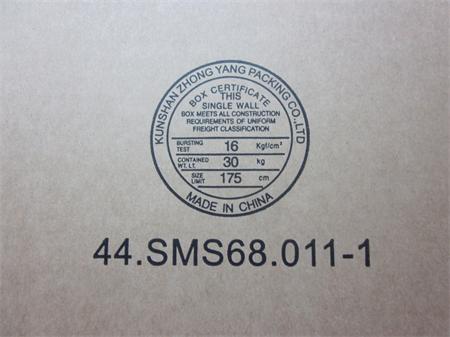 KUNSHAN ZHONG YANG PACKING CO.,LTD
BOX CERTIFICATE
THIS
SINGLE WALL
BOX MEETS ALL CONSTRUCTION
REQUIREMENTS OF UNIFORM
FREIGHT CLASSIFICATION
BURSTING TEST 16 Kgf/cm²
CONTAINED WT. LT. 30 kg
SIZE LIMIT 175 cm
MADE IN CHINA
44.SMS68.011-1